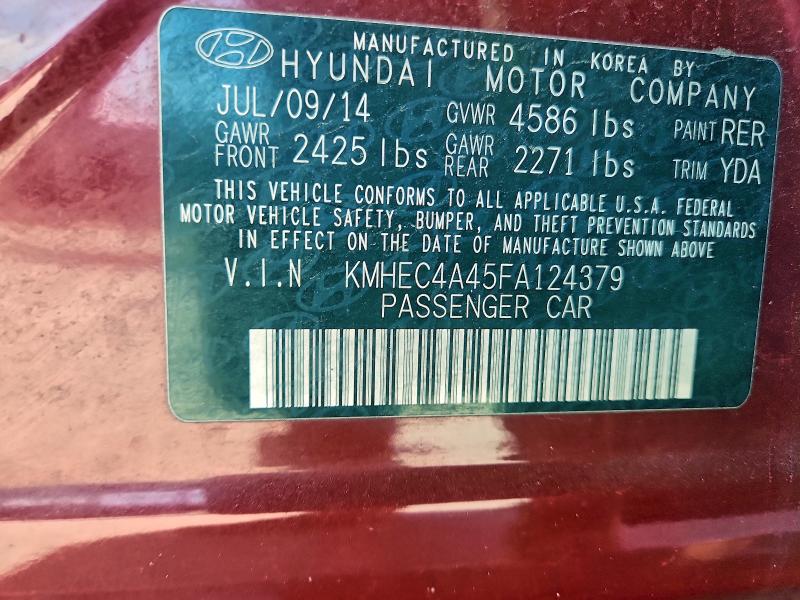 MANUFACTURED IN KOREA BY
HYUNDAI MOTOR COMPANY
JUL/09/14 GVWR 4586 lbs PAINT RER
GAWR FRONT 2425 lbs GAWR REAR 2271 lbs TRIM YDA
THIS VEHICLE CONFORMS TO ALL APPLICABLE U.S.A. FEDERAL
MOTOR VEHICLE SAFETY, BUMPER, AND THEFT PREVENTION STANDARDS
IN EFFECT ON THE DATE OF MANUFACTURE SHOWN ABOVE
V.I.N KMHEC4A45FA124379
PASSENGER CAR